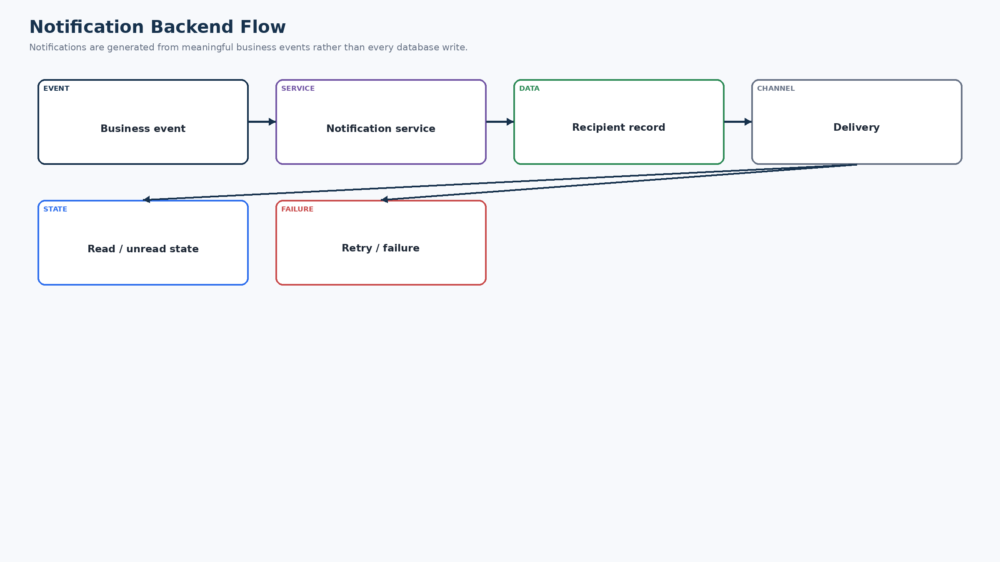 Notification Backend Flow
Notifications are generated from meaningful business events rather than every database write.
EVENT
Business event
SERVICE
Notification service
DATA
Recipient record
CHANNEL
Delivery
STATE
Read / unread state
FAILURE
Retry / failure